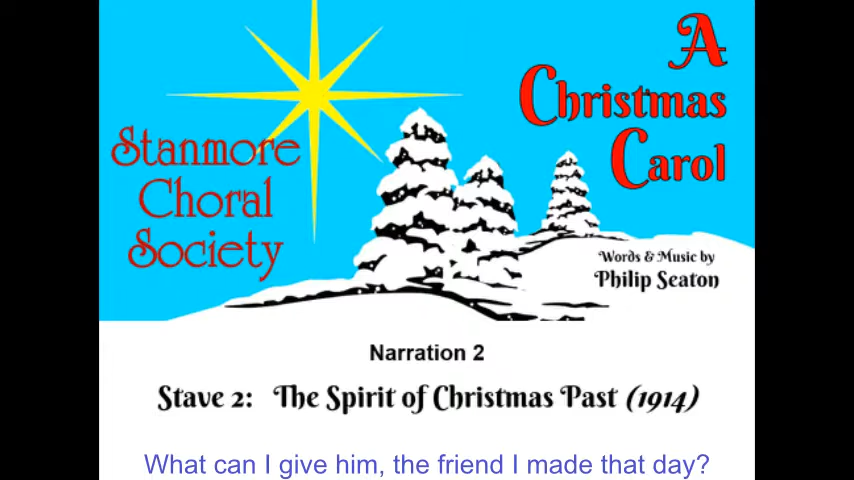 Stanmore
Choral
Society
A
Christmas
Carol
Words & Music by
Philip Seaton
Narration 2
Stave 2: The Spirit of Christmas Past (1914)
What can I give him, the friend I made that day?